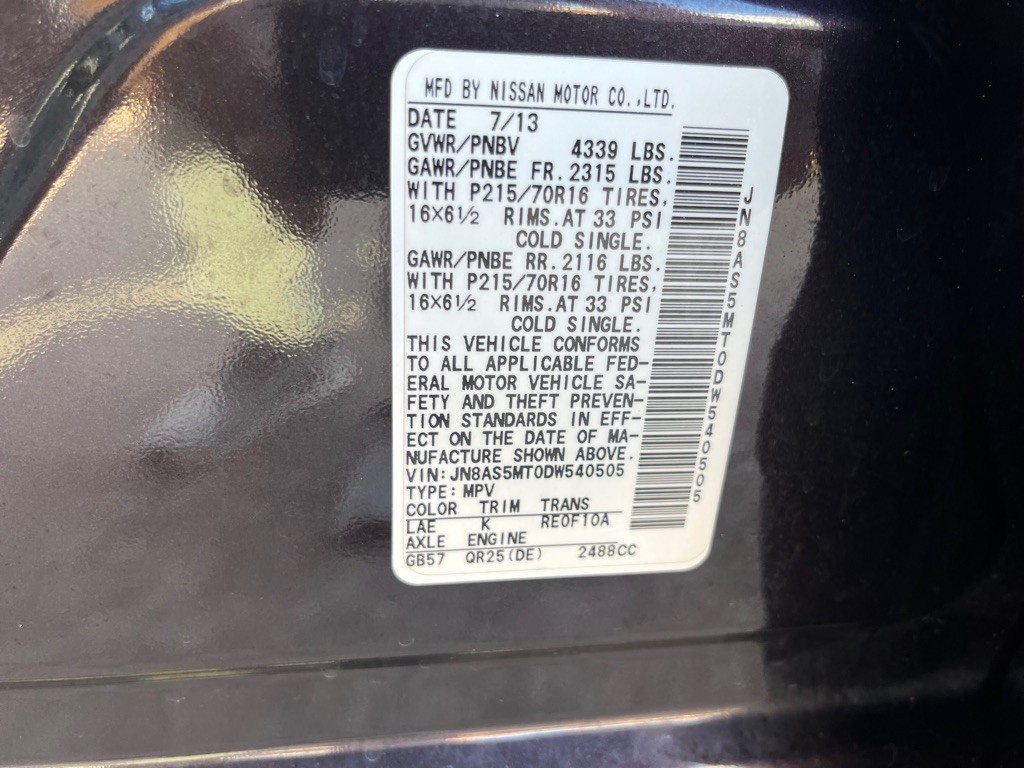 MFD BY NISSAN MOTOR CO.,LTD.
DATE 7/13
GVWR/PNBV 4339 LBS.
GAWR/PNBE FR. 2315 LBS.
WITH P215/70R16 TIRES,
16×6½ RIMS.AT 33 PSI
COLD SINGLE.
GAWR/PNBE RR. 2116 LBS.
WITH P215/70R16 TIRES,
16×6½ RIMS.AT 33 PSI
COLD SINGLE.
THIS VEHICLE CONFORMS
TO ALL APPLICABLE FED-
ERAL MOTOR VEHICLE SA-
FETY AND THEFT PREVEN-
TION STANDARDS IN EFF-
ECT ON THE DATE OF MA-
NUFACTURE SHOWN ABOVE.
VIN:JN8AS5MT0DW540505
TYPE:MPV
COLOR TRIM TRANS
LAE K RE0F10A
AXLE ENGINE
GB57 QR25(DE) 2488CC
JN8AS5MT0DW540505